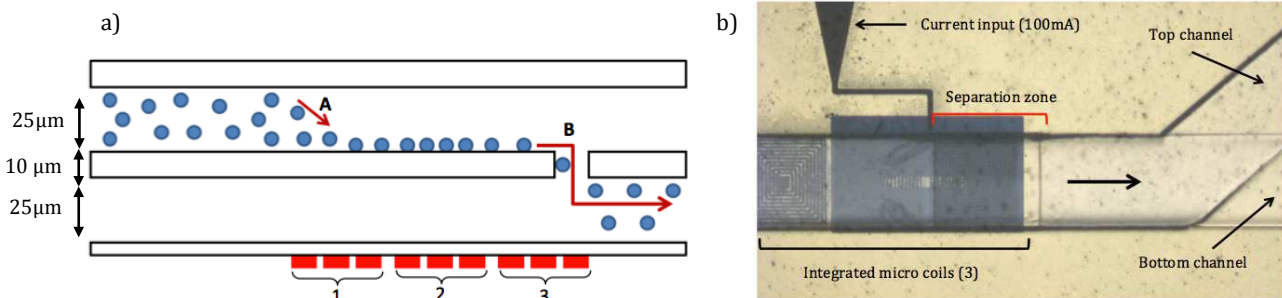 a)
25μm
10 μm
25μm
A
B
1
2
3
b)
Current input (100mA)
Top channel
Separation zone
Integrated micro coils (3)
Bottom channel